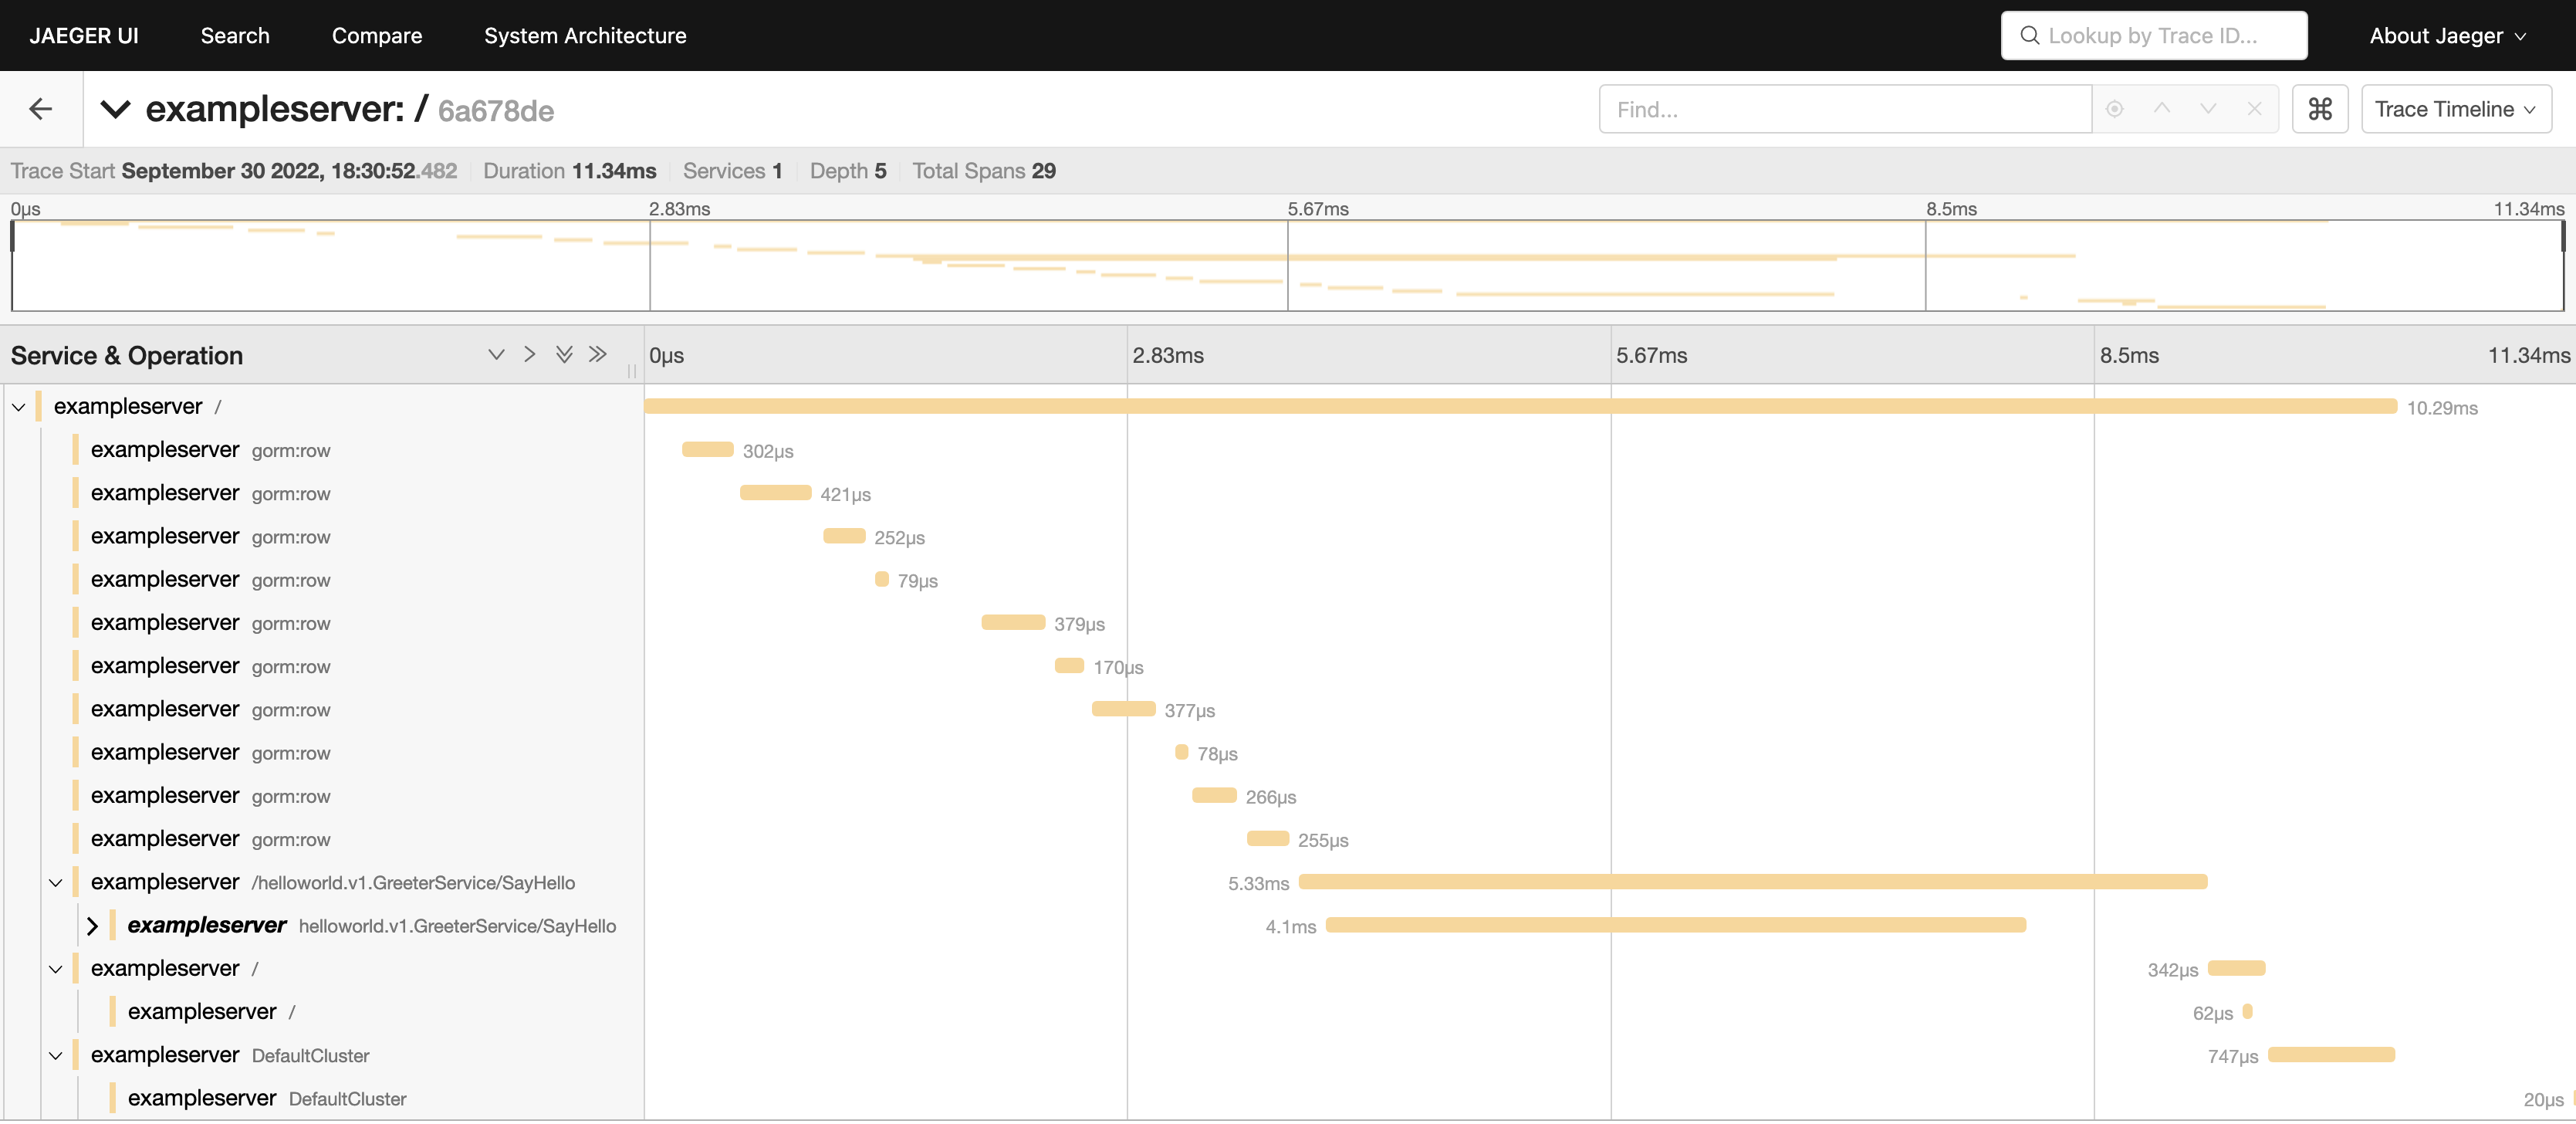 JAEGER UI Search Compare System Architecture Lookup by Trace ID... About Jaeger
exampleserver: / 6a678de Find... ⌘ Trace Timeline
Trace Start September 30 2022, 18:30:52.482 Duration 11.34ms Services 1 Depth 5 Total Spans 29
0μs 2.83ms 5.67ms 8.5ms 11.34ms
Service & Operation 0μs 2.83ms 5.67ms 8.5ms 11.34ms
exampleserver / 10.29ms
exampleserver gorm:row 302μs
exampleserver gorm:row 421μs
exampleserver gorm:row 252μs
exampleserver gorm:row 79μs
exampleserver gorm:row 379μs
exampleserver gorm:row 170μs
exampleserver gorm:row 377μs
exampleserver gorm:row 78μs
exampleserver gorm:row 266μs
exampleserver gorm:row 255μs
exampleserver /helloworld.v1.GreeterService/SayHello 5.33ms
exampleserver helloworld.v1.GreeterService/SayHello 4.1ms
exampleserver / 342μs
exampleserver / 62μs
exampleserver DefaultCluster 747μs
exampleserver DefaultCluster 20μs